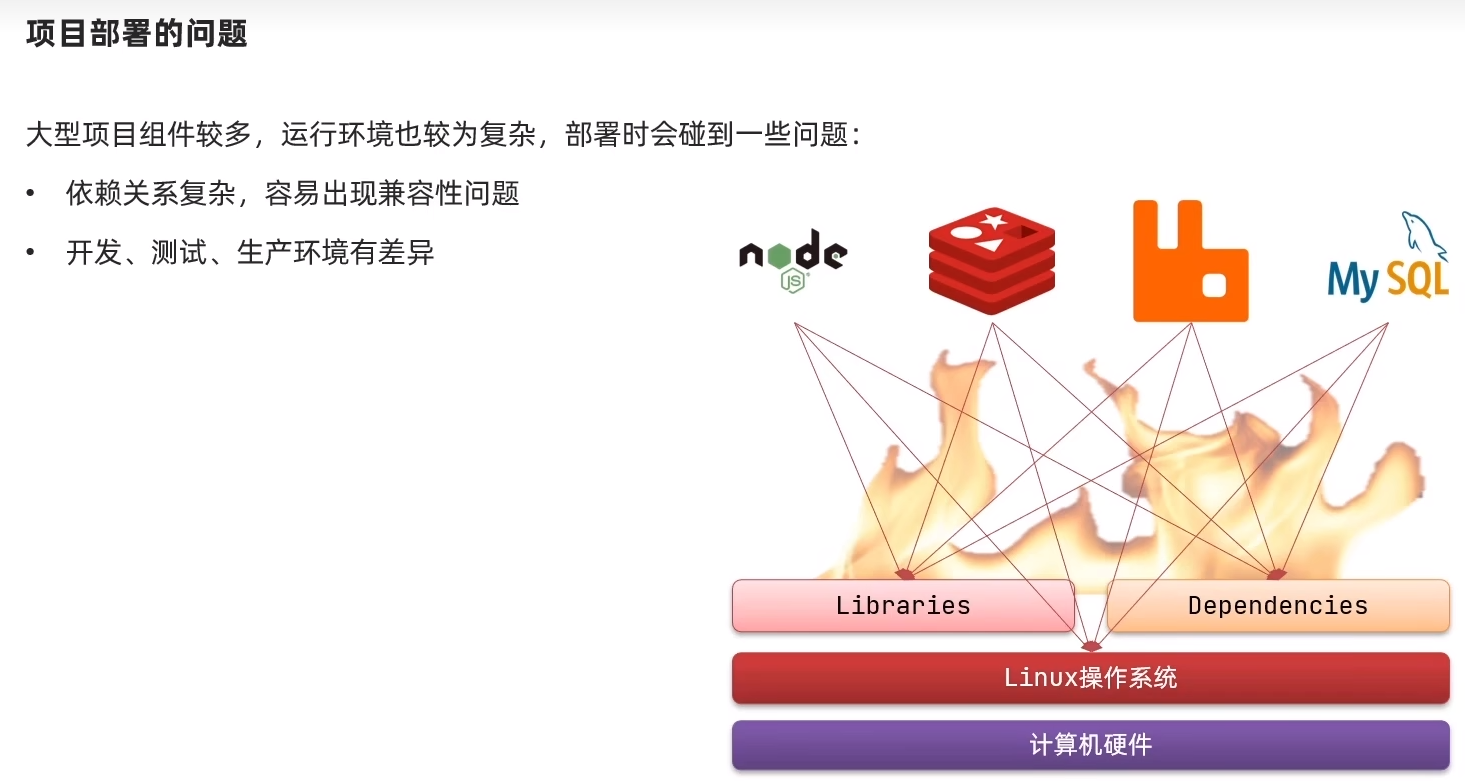 项目部署的问题
大型项目组件较多，运行环境也较为复杂，部署时会碰到一些问题：
• 依赖关系复杂，容易出现兼容性问题
• 开发、测试、生产环境有差异
node
JS
MySQL
Libraries
Dependencies
Linux操作系统
计算机硬件